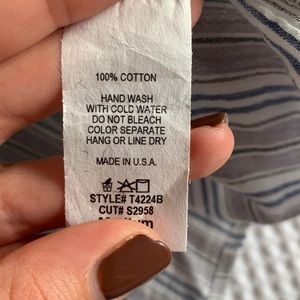 100% COTTON
HAND WASH
WITH COLD WATER
DO NOT BLEACH
COLOR SEPARATE
HANG OR LINE DRY
MADE IN U.S.A.
STYLE# T4224B
CUT# S2958
Medium